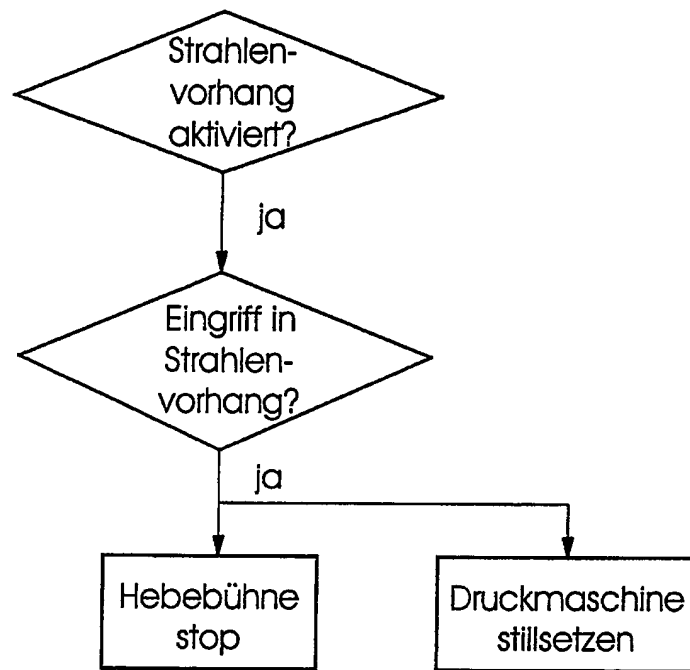 Strahlen-
vorhang
aktiviert?
ja
Eingriff in
Strahlen-
vorhang?
ja
Hebebühne
stop
Druckmaschine
stillsetzen